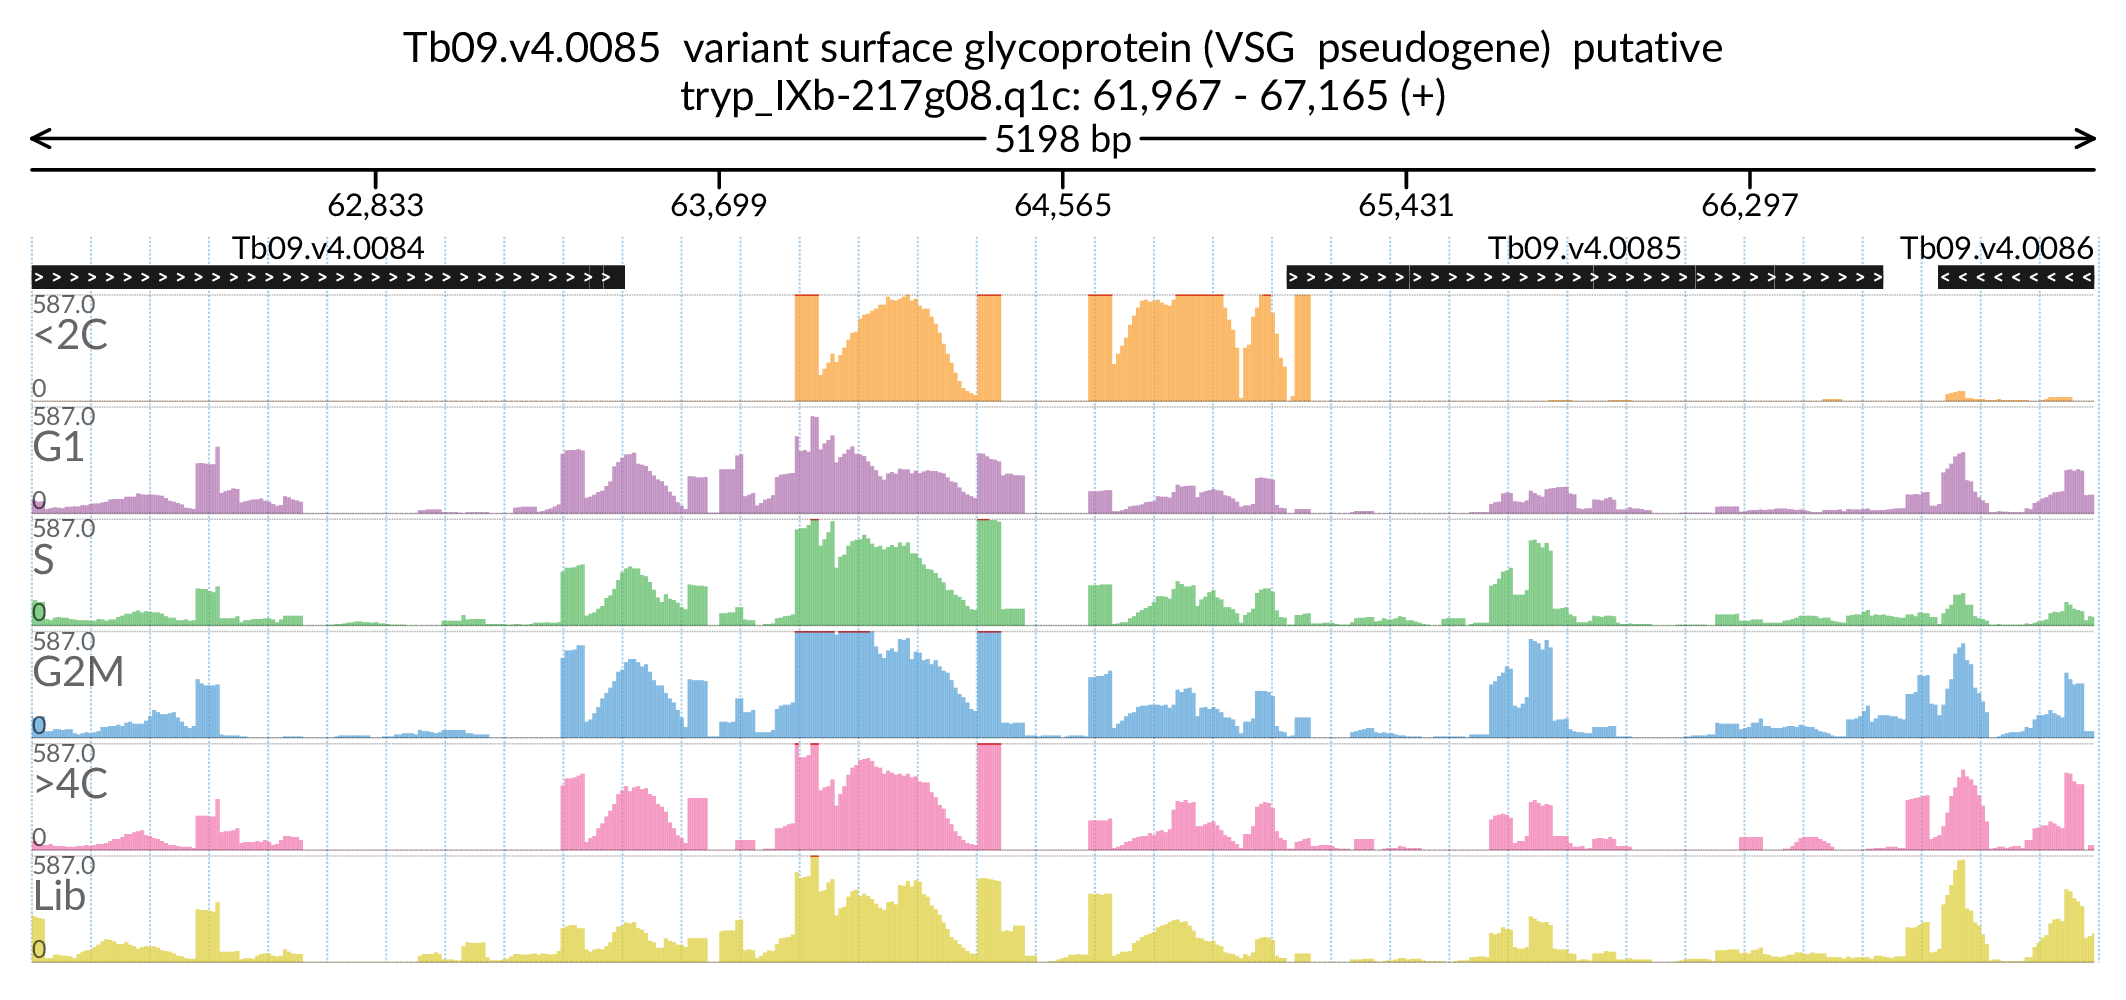 Tb09.v4.0085 variant surface glycoprotein (VSG pseudogene) putative
tryp_IXb-217g08.q1c: 61,967 - 67,165 (+)
5198 bp
62,833 63,699 64,565 65,431 66,297
Tb09.v4.0084 Tb09.v4.0085 Tb09.v4.0086
587.0
<2C
0
587.0
G1
0
587.0
S
0
587.0
G2M
0
587.0
>4C
0
587.0
Lib
0